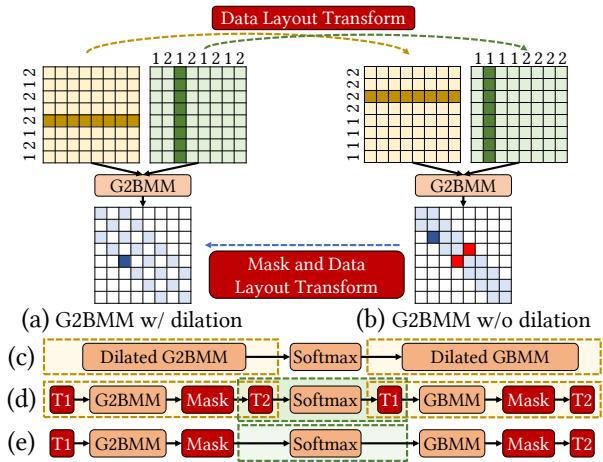 Data Layout Transform
1 2 1 2 1 2 1 2
1 1 1 1 2 2 2 2
1 2 1 2 1 2 1 2
1 1 1 1 2 2 2 2
G2BMM
G2BMM
Mask and Data
Layout Transform
(a) G2BMM w/ dilation
(b) G2BMM w/o dilation
(c) Dilated G2BMM Softmax Dilated GBMM
(d) T1 G2BMM Mask T2 Softmax T1 GBMM Mask T2
(e) T1 G2BMM Mask Softmax GBMM Mask T2